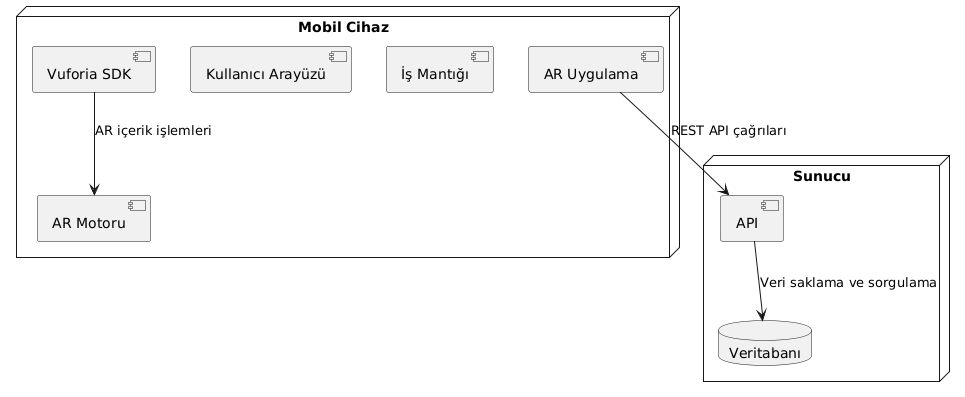 Mobil Cihaz
Vuforia SDK
Kullanıcı Arayüzü
İş Mantığı
AR Uygulama
AR içerik işlemleri
REST API çağrıları
AR Motoru
Sunucu
API
Veri saklama ve sorgulama
Veritabanı